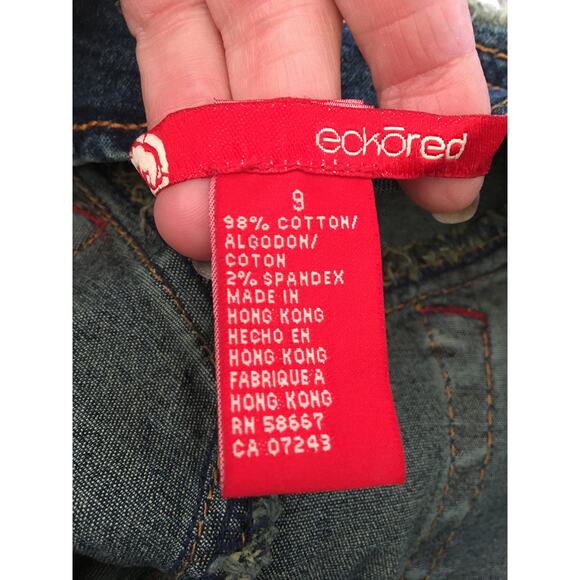 eckōred
9
98% COTTON/
ALGODON/
COTON
2% SPANDEX
MADE IN
HONG KONG
HECHO EN
HONG KONG
FABRIQUE A
HONG KONG
RN 58667
CA 07243